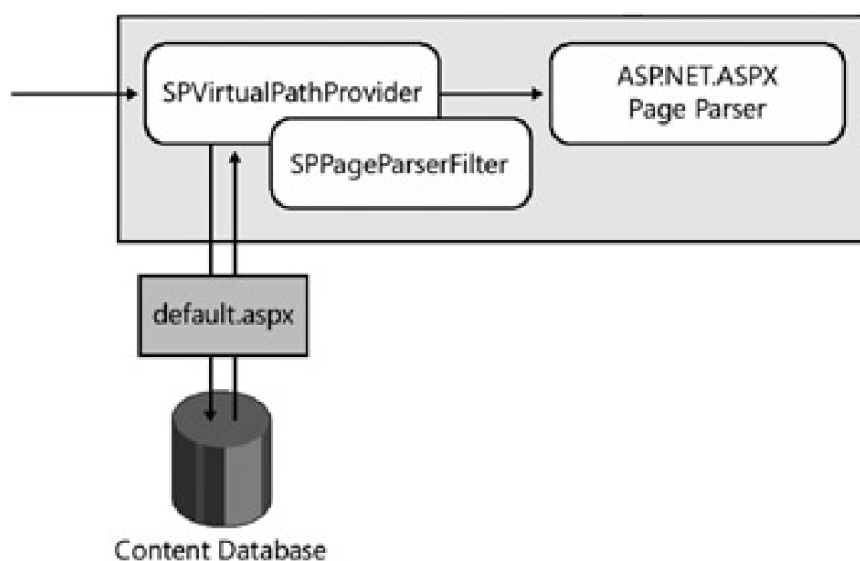 SPVirtualPathProvider
ASP.NET.ASPX
Page Parser
SPPageParserFilter
default.aspx
Content Database